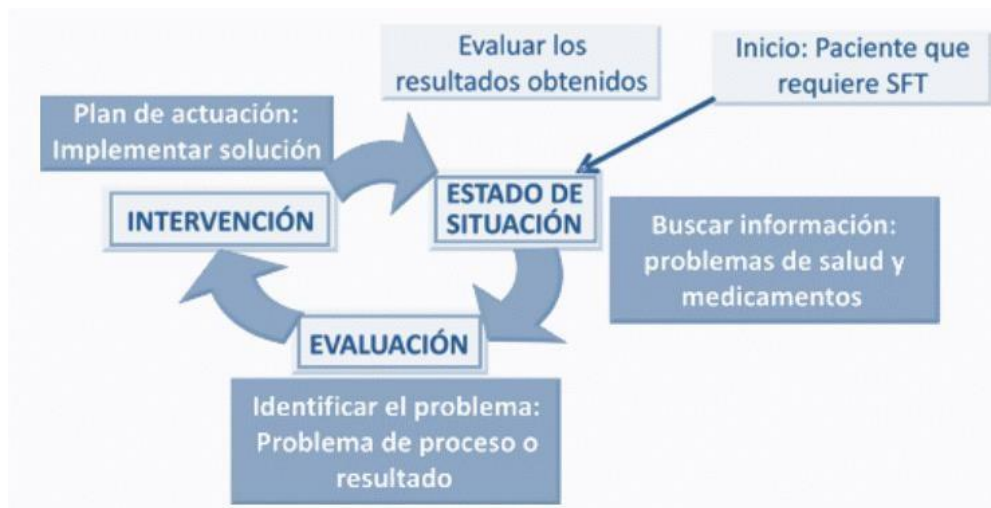 Evaluar los
resultados obtenidos
Inicio: Paciente que
requiere SFT
Plan de actuación:
Implementar solución
INTERVENCIÓN
ESTADO DE
SITUACIÓN
Buscar información:
problemas de salud y
medicamentos
EVALUACIÓN
Identificar el problema:
Problema de proceso o
resultado